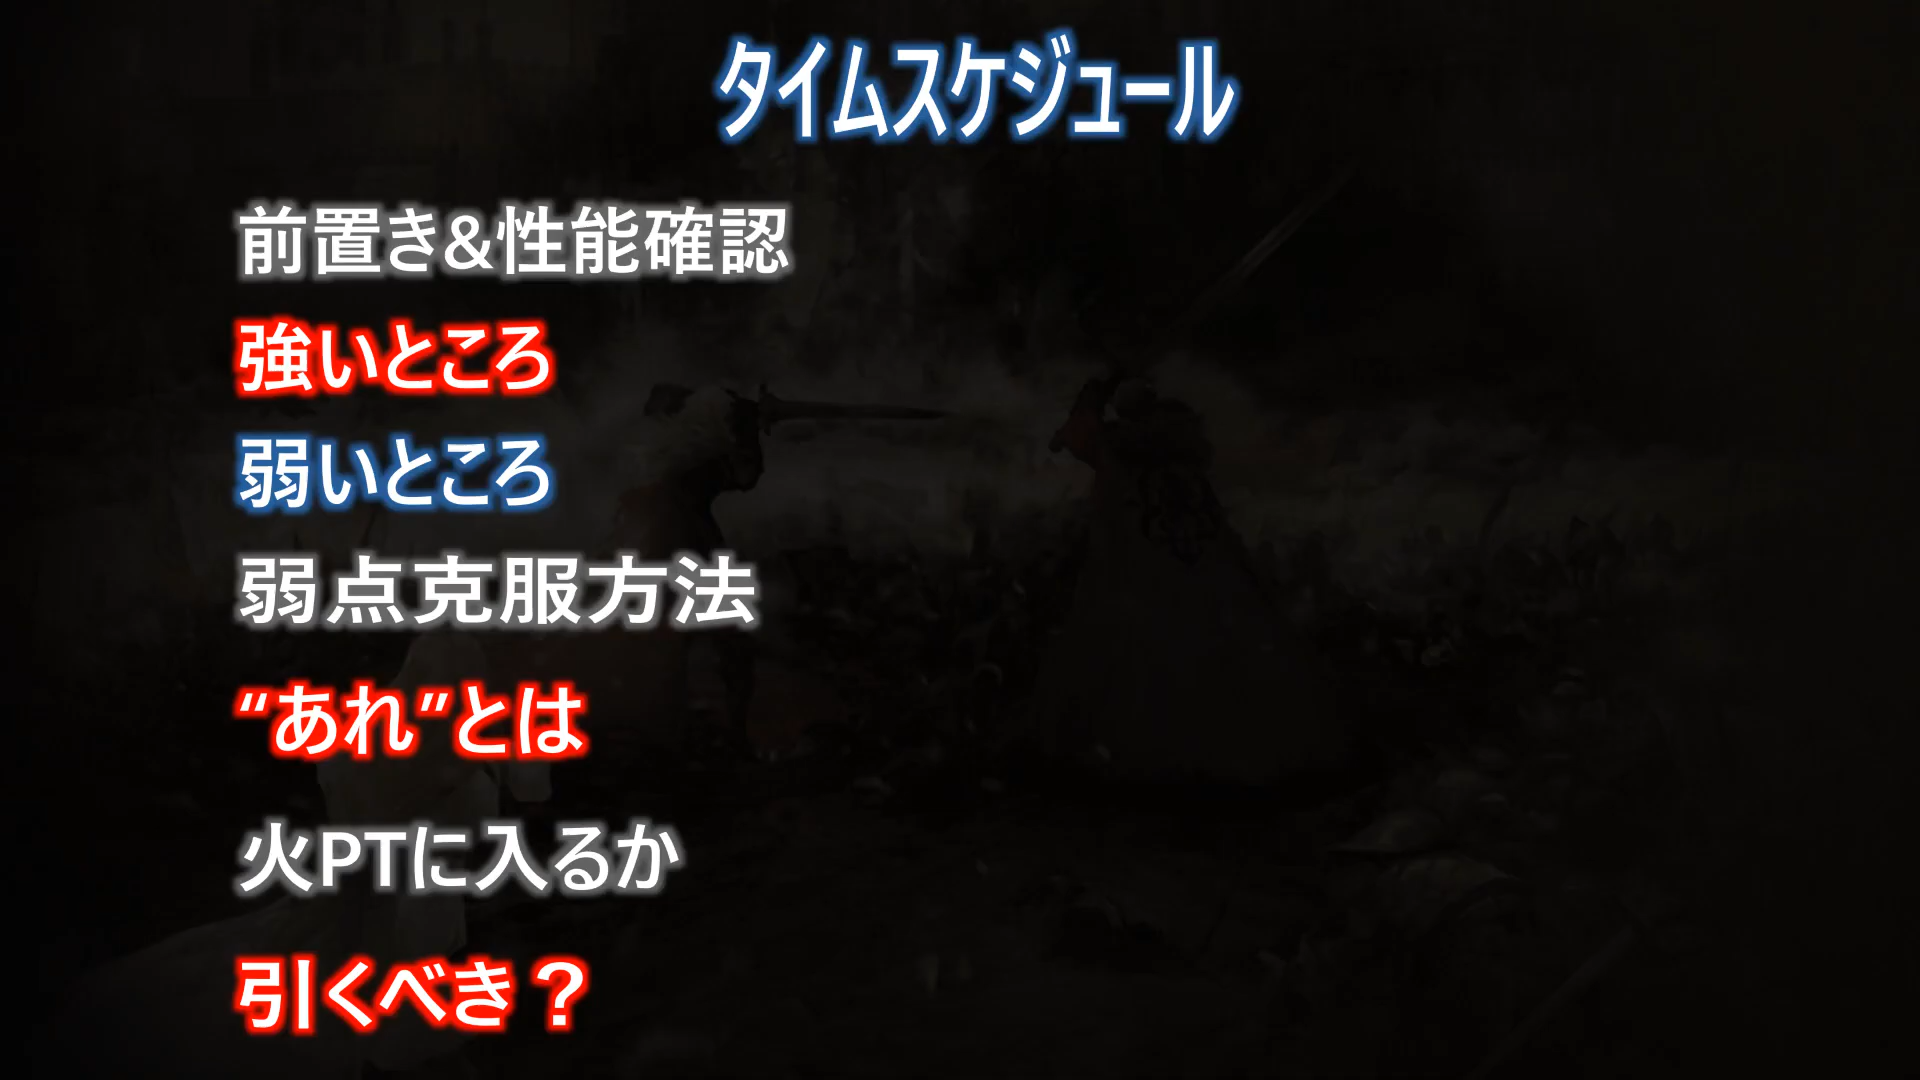 タイムスケジュール
前置き&性能確認
強いところ
弱いところ
弱点克服方法
“あれ”とは
火PTに入るか
引くべき？